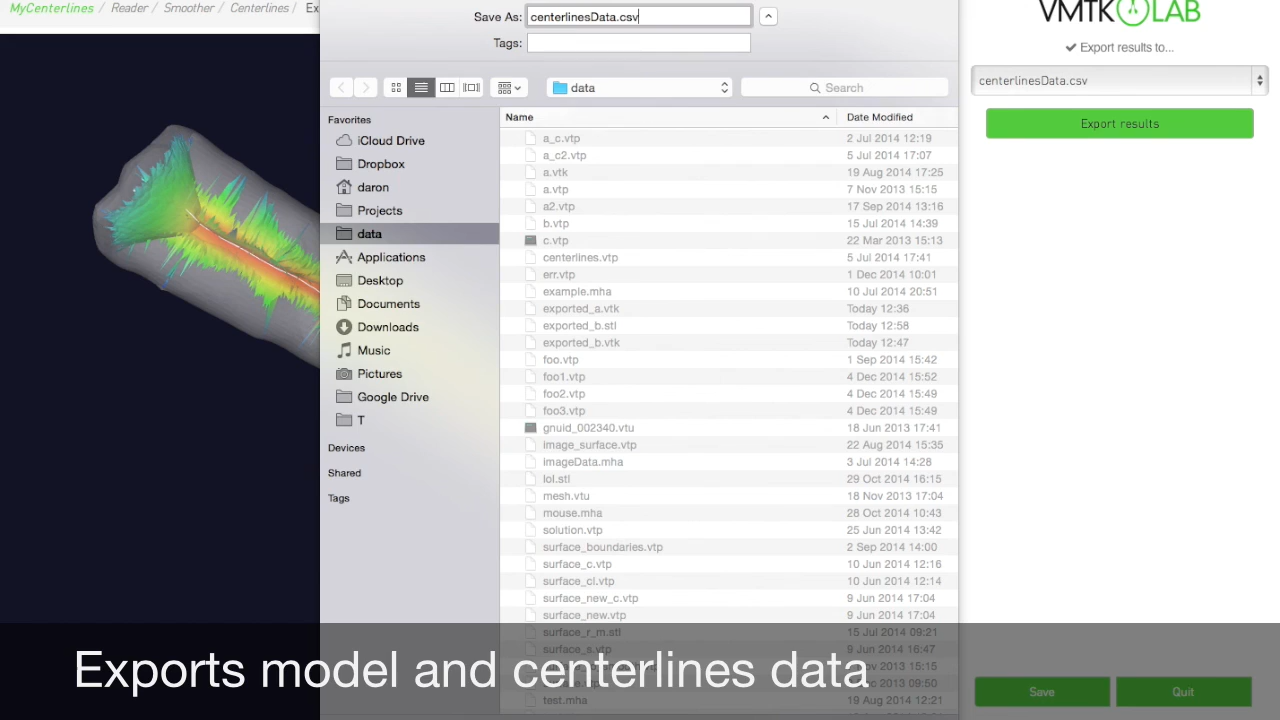 MyCenterlines / Reader / Smoother / Centerlines / Ex
Save As: centerlinesData.csv
Tags:
data
Search
Favorites
iCloud Drive
Dropbox
daron
Projects
data
Applications
Desktop
Documents
Downloads
Music
Pictures
Google Drive
T
Devices
Shared
Tags
Name Date Modified
a_c.vtp 2 Jul 2014 12:19
a_c2.vtp 5 Jul 2014 17:07
a.vtk 19 Aug 2014 17:25
a.vtp 7 Nov 2013 15:15
a2.vtp 17 Sep 2014 13:16
b.vtp 15 Jul 2014 14:39
c.vtp 22 Mar 2013 15:13
centerlines.vtp 5 Jul 2014 17:41
err.vtp 1 Dec 2014 10:01
example.mha 10 Jul 2014 20:51
exported_a.vtk Today 12:36
exported_b.stl Today 12:58
exported_b.vtk Today 12:47
foo.vtp 1 Sep 2014 15:42
foo1.vtp 4 Dec 2014 15:52
foo2.vtp 4 Dec 2014 15:49
foo3.vtp 4 Dec 2014 15:49
gnuid_002340.vtu 18 Jun 2013 17:41
image_surface.vtp 22 Aug 2014 15:35
imageData.mha 3 Jul 2014 14:28
lol.stl 29 Oct 2014 16:15
mesh.vtu 18 Nov 2013 17:04
mouse.mha 28 Oct 2014 10:43
solution.vtp 25 Jun 2014 13:42
surface_boundaries.vtp 2 Sep 2014 14:00
surface_c.vtp 10 Jun 2014 12:16
surface_cl.vtp 10 Jun 2014 12:14
surface_new_c.vtp 9 Jun 2014 17:04
surface_new.vtp 9 Jun 2014 17:04
surface_r_m.stl 15 Jul 2014 09:21
surface_s.vtp 9 Jun 2014 16:47
2013 15:15
2014 09:50
test.mha 19 Aug 2014 12:21
VMTK LAB
Export results to...
centerlinesData.csv
Export results
Save
Quit
Exports model and centerlines data